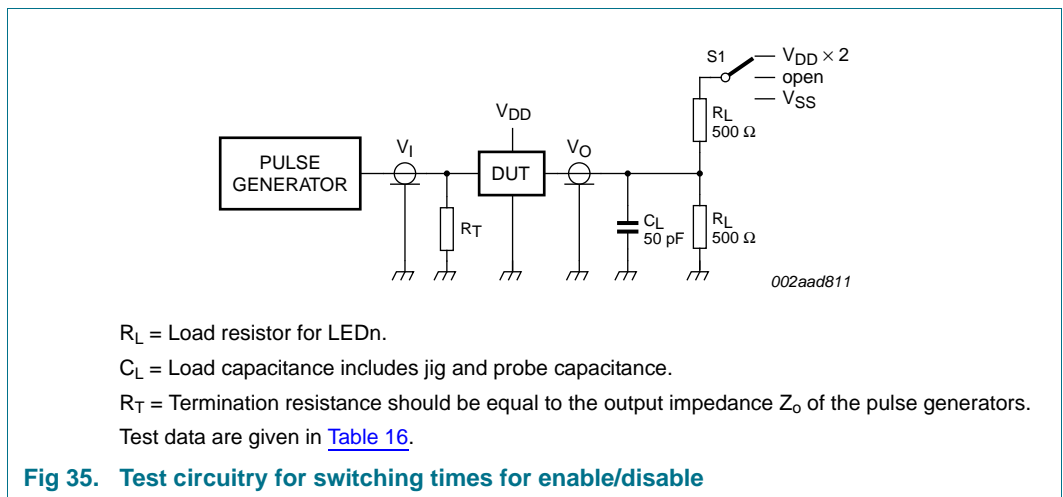 S1
VDD × 2
open
VSS
RL
500 Ω
VDD
VI
VO
PULSE
GENERATOR
DUT
RT
CL
50 pF
RL
500 Ω
002aad811
RL = Load resistor for LEDn.
CL = Load capacitance includes jig and probe capacitance.
RT = Termination resistance should be equal to the output impedance Zo of the pulse generators.
Test data are given in Table 16.
Fig 35. Test circuitry for switching times for enable/disable